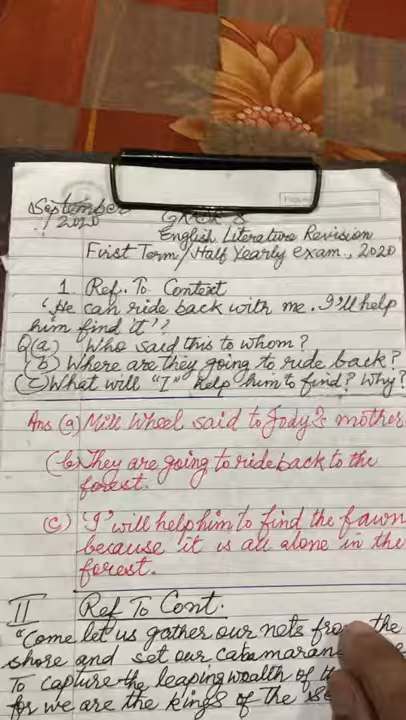 September
2020
GRADE 8
English Literature Revision
First Term/Half Yearly exam., 2020
1. Ref. To Context
"He can ride back with me. I'll help
him find it"?
Q(a) Who said this to whom?
(b) Where are they going to ride back?
(c) What will "I" help him to find? Why?
Ans (a) Mill Wheel said to Jody's mother
(b) They are going to ride back to the
forest.
(c) 'I' will help him to find the fawn
because it is all alone in the
forest.
II Ref To Cont.
"Come let us gather our nets from the
shore and set our catamarans
To capture the leaping wealth of the
for we are the kings of the